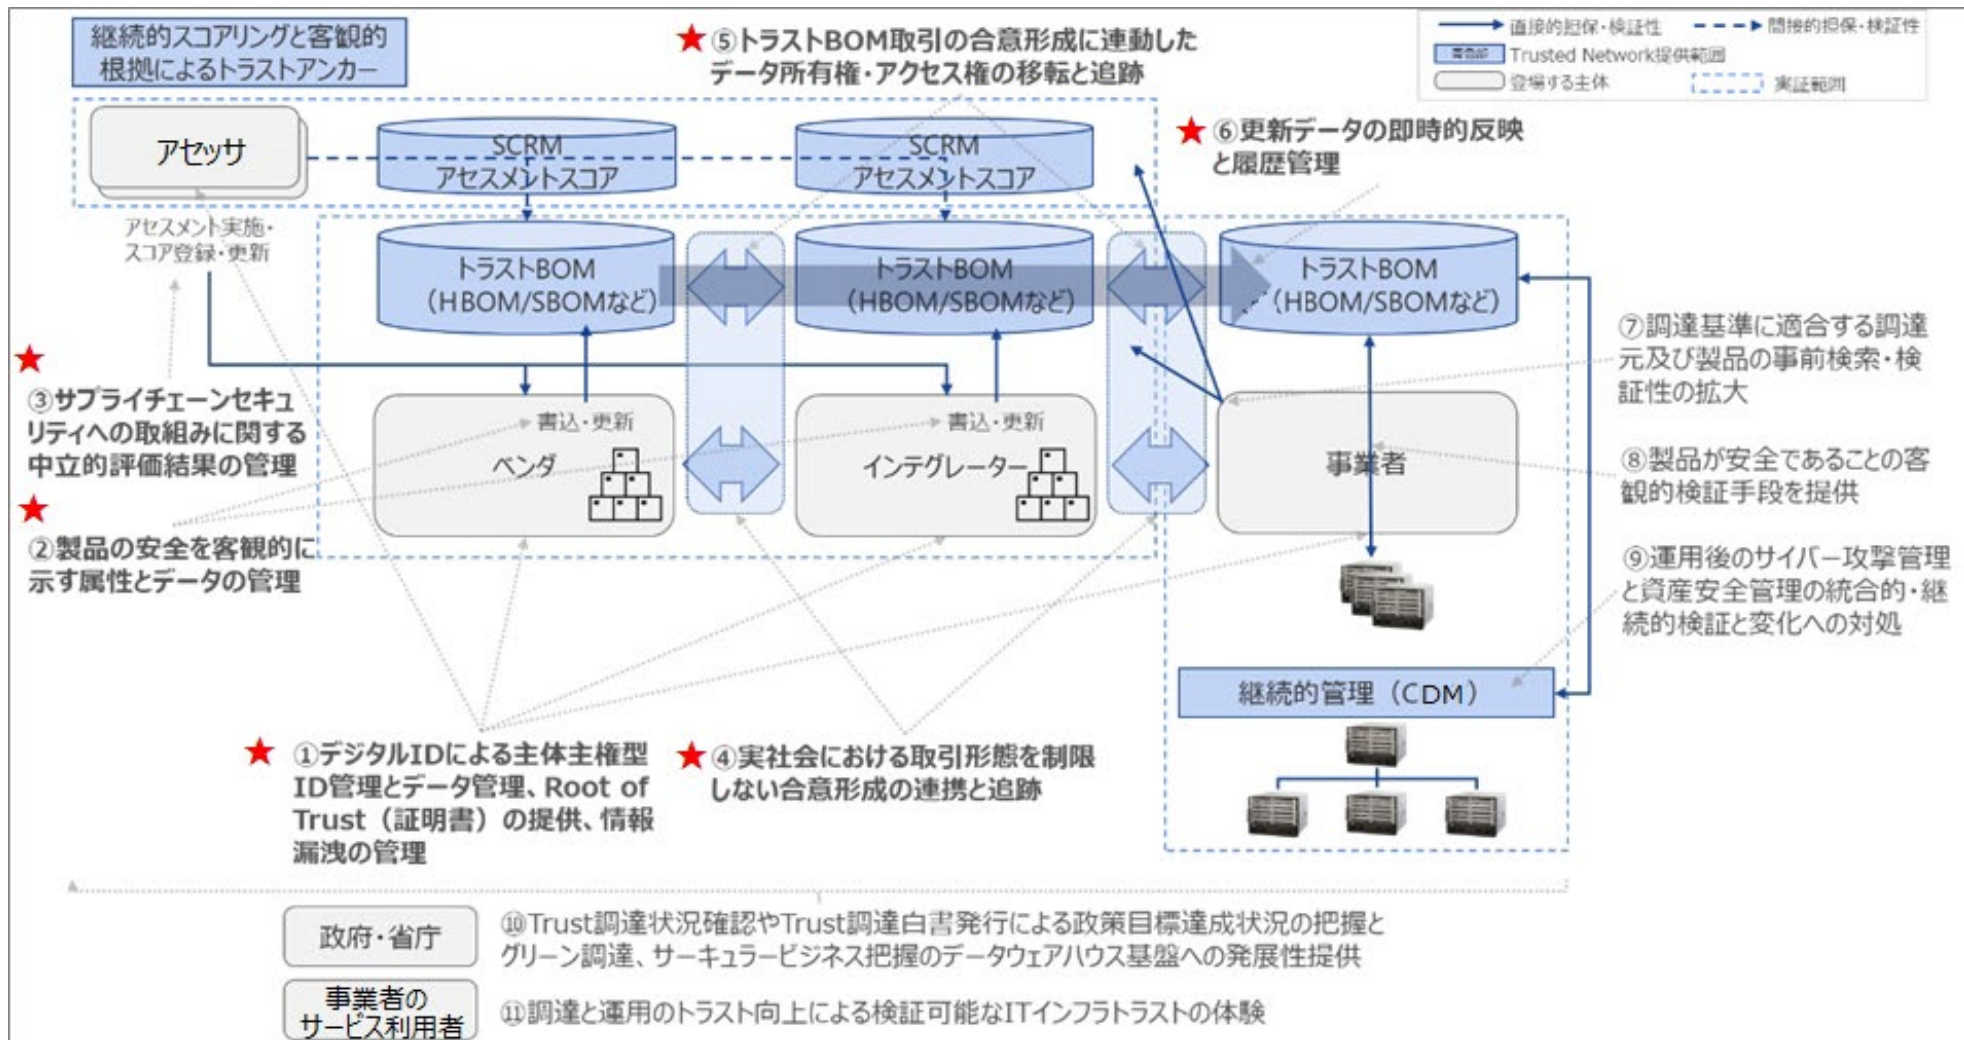 継続的スコアリングと客観的
根拠によるトラストアンカー
★⑤トラストBOM取引の合意形成に連動した
データ所有権・アクセス権の移転と追跡
直接的担保・検証性
間接的担保・検証性
Trusted Network提供範囲
登場する主体
実証範囲
アセッサ
SCRM
アセスメントスコア
SCRM
アセスメントスコア
★⑥更新データの即時的反映
と履歴管理
アセスメント実施・
スコア登録・更新
トラストBOM
（HBOM/SBOMなど）
トラストBOM
（HBOM/SBOMなど）
トラストBOM
（HBOM/SBOMなど）
★
③サプライチェーンセキュ
リティへの取組みに関する
中立的評価結果の管理
★
②製品の安全を客観的に
示す属性とデータの管理
書込・更新
ベンダ
書込・更新
インテグレーター
事業者
⑦調達基準に適合する調達
元及び製品の事前検索・検
証性の拡大
⑧製品が安全であることの客
観的検証手段を提供
⑨運用後のサイバー攻撃管理
と資産安全管理の統合的・継
続的検証と変化への対処
継続的管理（CDM）
★ ①デジタルIDによる主体主権型
ID管理とデータ管理、Root of
Trust（証明書）の提供、情報
漏洩の管理
★④実社会における取引形態を制限
しない合意形成の連携と追跡
政府・省庁
⑩Trust調達状況確認やTrust調達白書発行による政策目標達成状況の把握と
グリーン調達、サーキュラービジネス把握のデータウェアハウス基盤への発展性提供
事業者の
サービス利用者
⑪調達と運用のトラスト向上による検証可能なITインフラトラストの体験